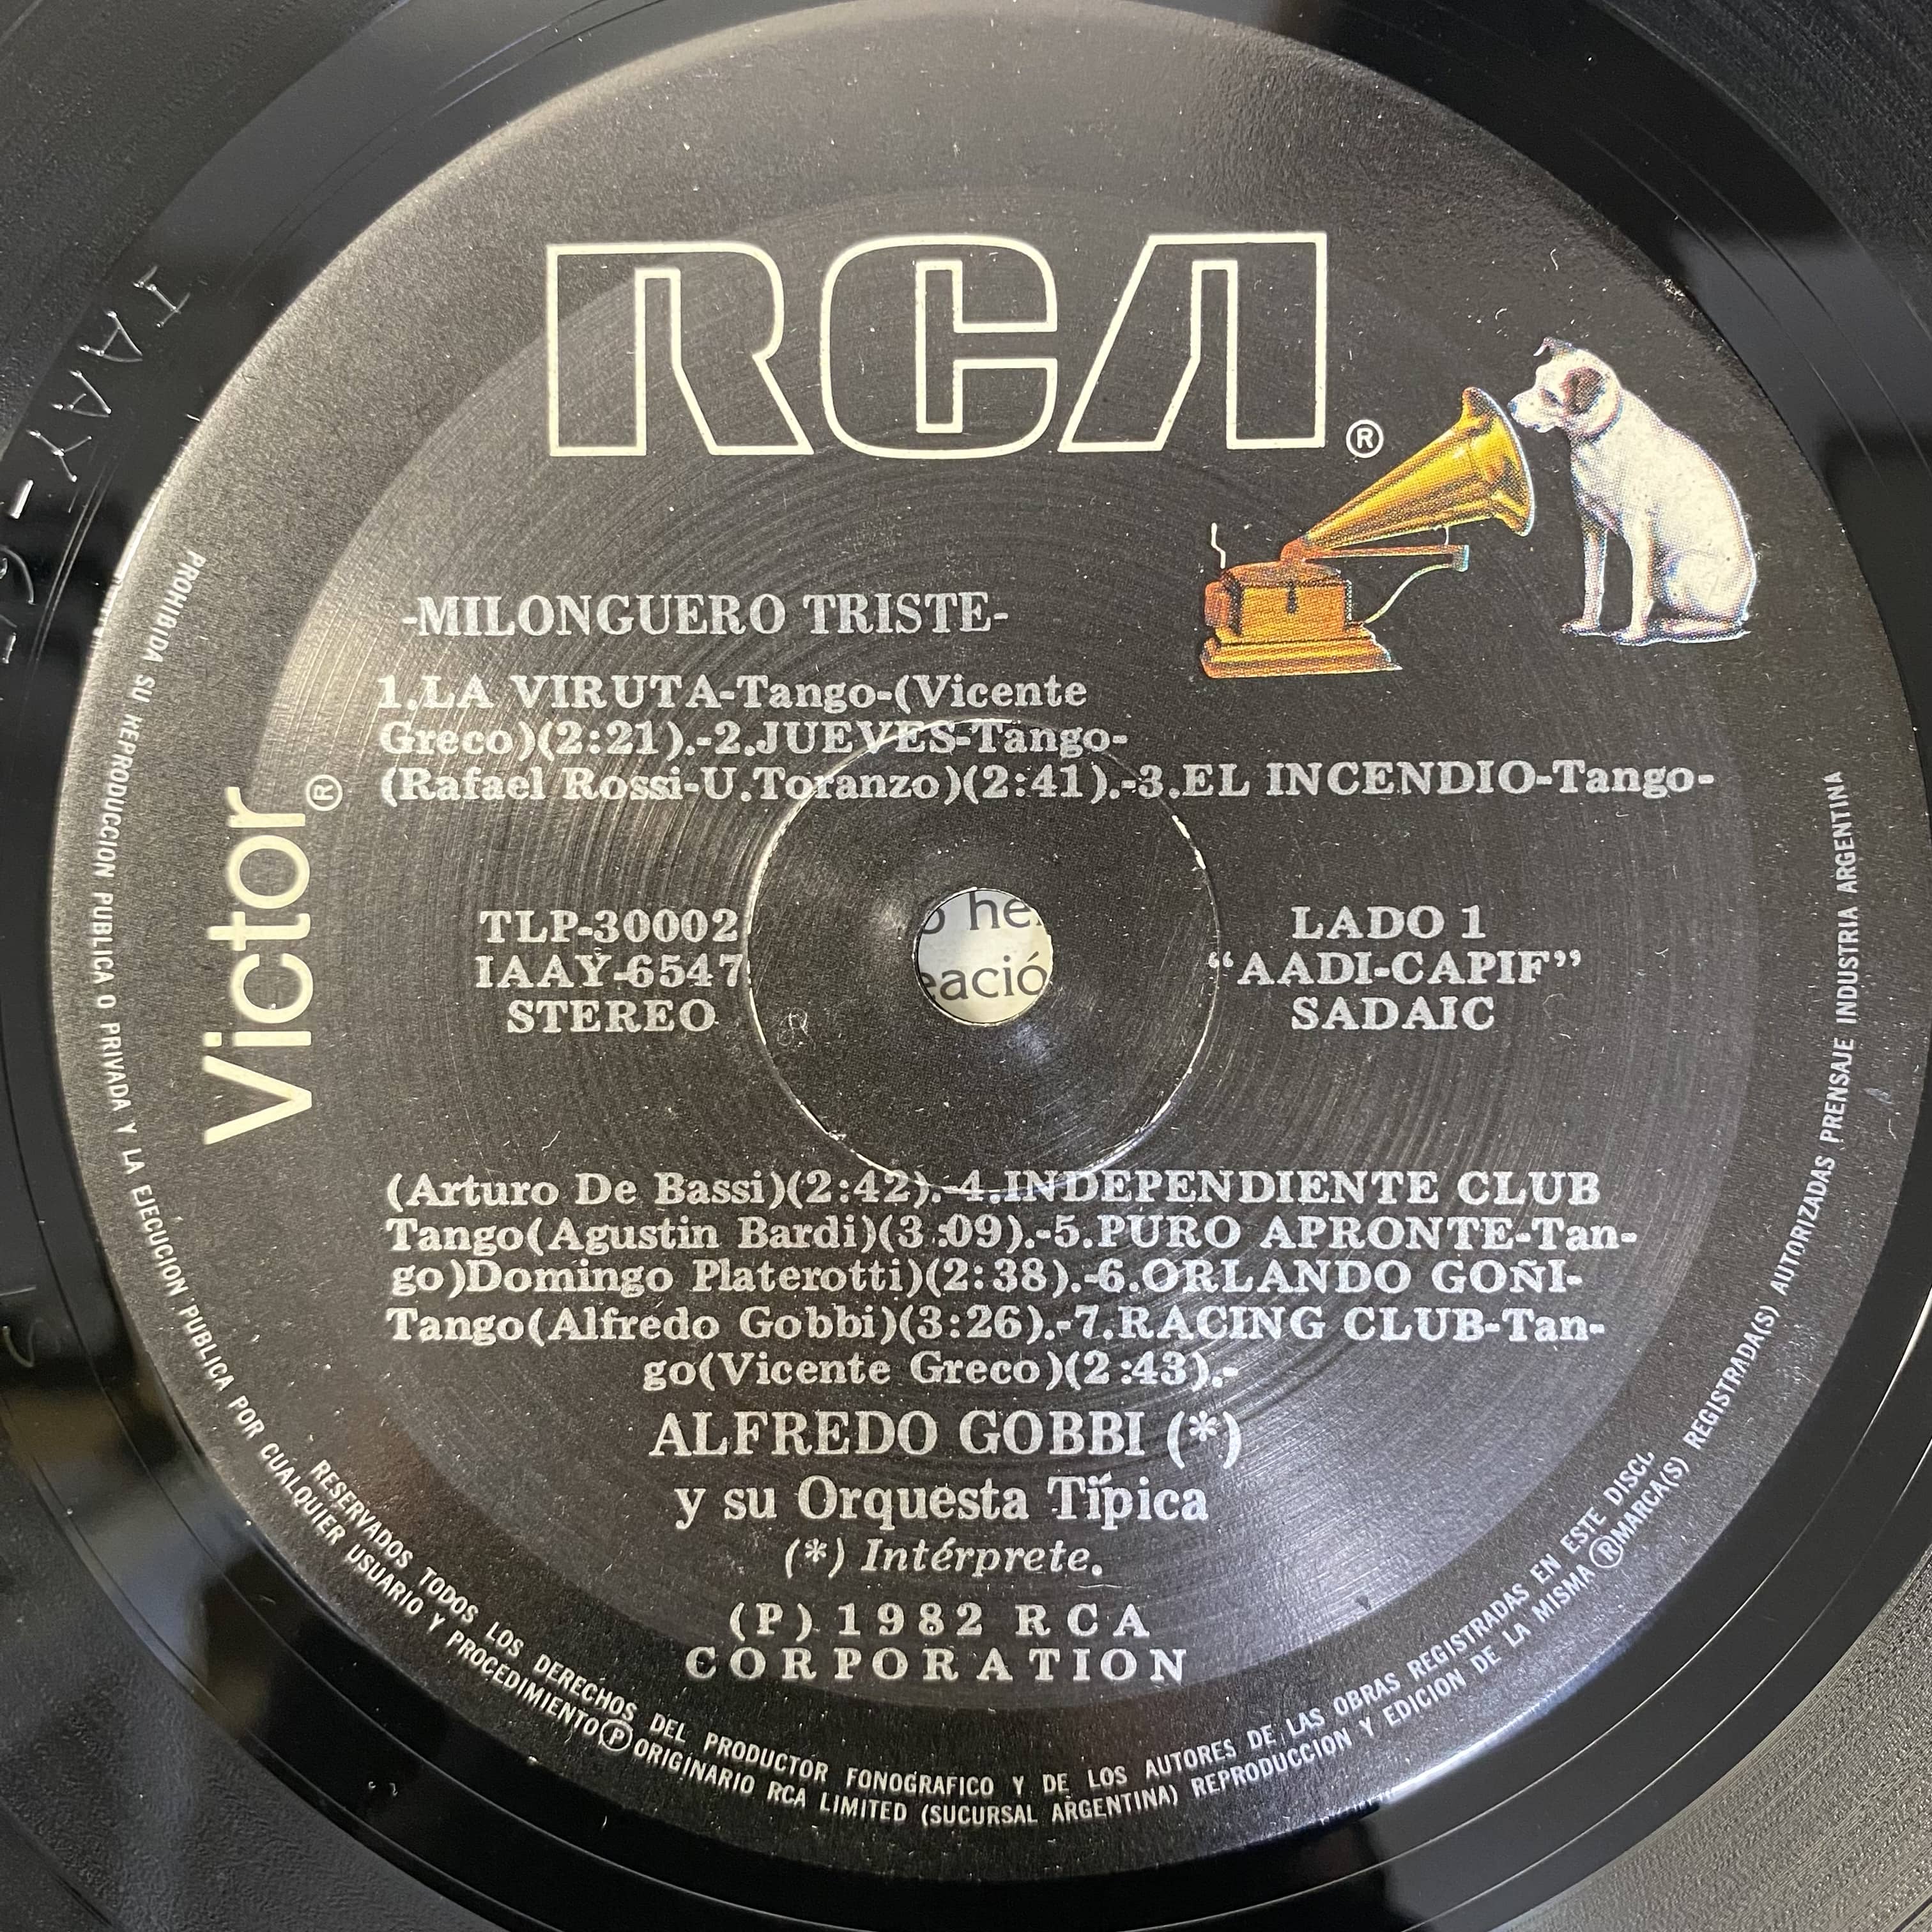 RCA®
-MILONGUERO TRISTE-
1.LA VIRUTA-Tango-(Vicente
Greco)(2:21).-2.JUEVES-Tango-
(Rafael Rossi-U.Toranzo)(2:41).-3.EL INCENDIO-Tango-
Victor®
TLP-30002
IAAY-6547
STEREO
LADO 1
“AADI-CAPIF”
SADAIC
(Arturo De Bassi)(2:42).-4.INDEPENDIENTE CLUB
Tango(Agustin Bardi)(3:09).-5.PURO APRONTE-Tan-
go)Domingo Platerotti)(2:38).-6.ORLANDO GOÑI-
Tango(Alfredo Gobbi)(3:26).-7.RACING CLUB-Tan-
go(Vicente Greco)(2:43).-
ALFREDO GOBBI (*)
y su Orquesta Típica
(*) Intérprete.
(P) 1982 RCA
CORPORATION
PROHIBIDA SU REPRODUCCION PUBLICA O PRIVADA Y LA EJECUCION PUBLICA POR CUALQUIER USUARIO Y PROCEDIMIENTO Ⓟ ORIGINARIO RCA LIMITED (SUCURSAL ARGENTINA) REPRODUCCION Y EDICION DE LA MISMA ® MARCA(S) REGISTRADA(S) AUTORIZADAS PRENSAJE INDUSTRIA ARGENTINA
RESERVADOS TODOS LOS DERECHOS DEL PRODUCTOR FONOGRAFICO Y DE LOS AUTORES DE LAS OBRAS REGISTRADAS EN ESTE
IAAY-